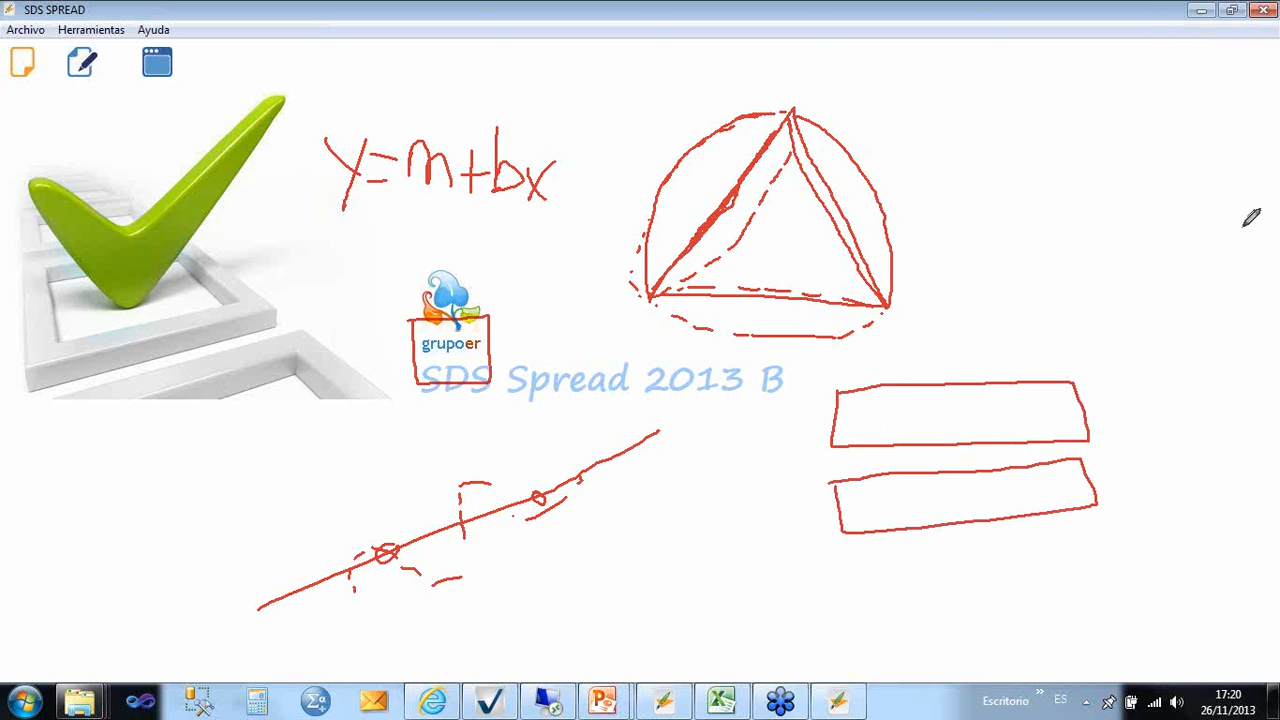 SDS SPREAD
Archivo Herramientas Ayuda
y=m+bx
grupoer
SDS Spread 2013 B
Escritorio » ES 17:20
26/11/2013